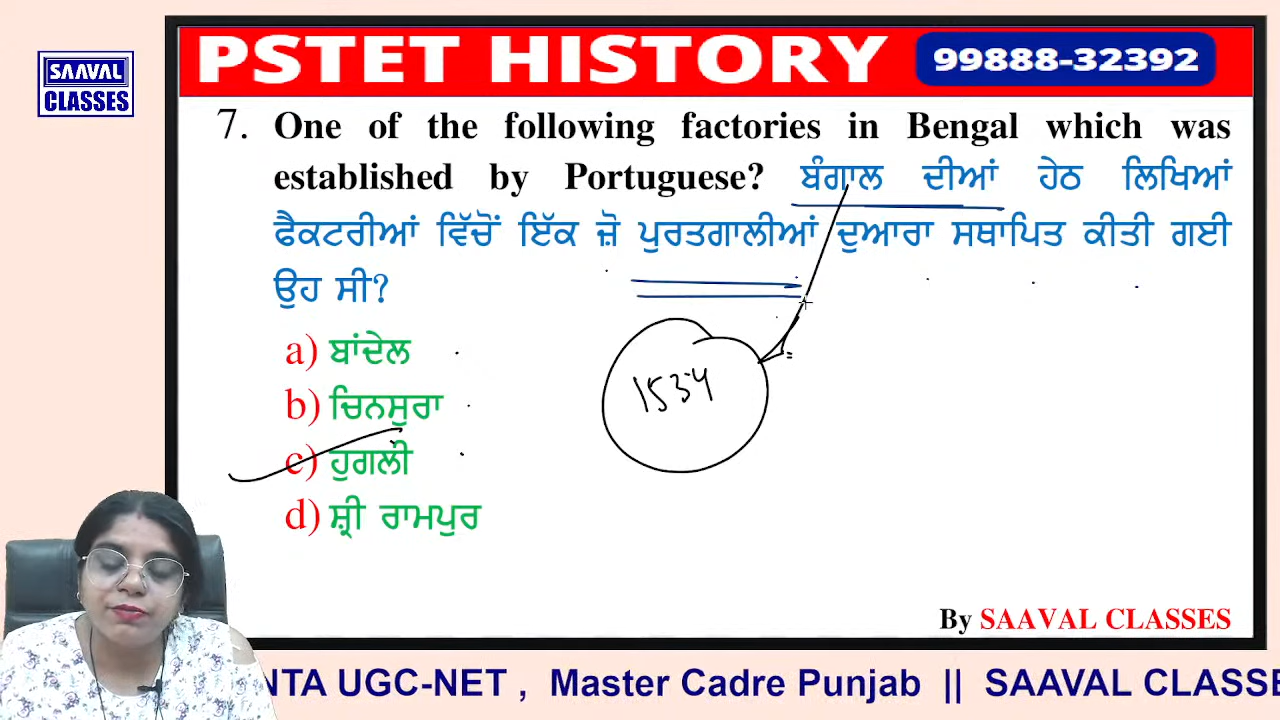 SAAVAL
CLASSES
PSTET HISTORY
99888-32392
7. One of the following factories in Bengal which was
established by Portuguese? ਬੰਗਾਲ ਦੀਆਂ ਹੇਠ ਲਿਖਿਆਂ
ਫੈਕਟਰੀਆਂ ਵਿੱਚੋਂ ਇੱਕ ਜ਼ੋ ਪੁਰਤਗਾਲੀਆਂ ਦੁਆਰਾ ਸਥਾਪਿਤ ਕੀਤੀ ਗਈ
ਉਹ ਸੀ?
a) ਬਾਂਦੇਲ
b) ਚਿਨਸੁਰਾ
c) ਹੁਗਲੀ
d) ਸ਼੍ਰੀ ਰਾਮਪੁਰ
1534
By SAAVAL CLASSES
NTA UGC-NET , Master Cadre Punjab || SAAVAL CLASSE